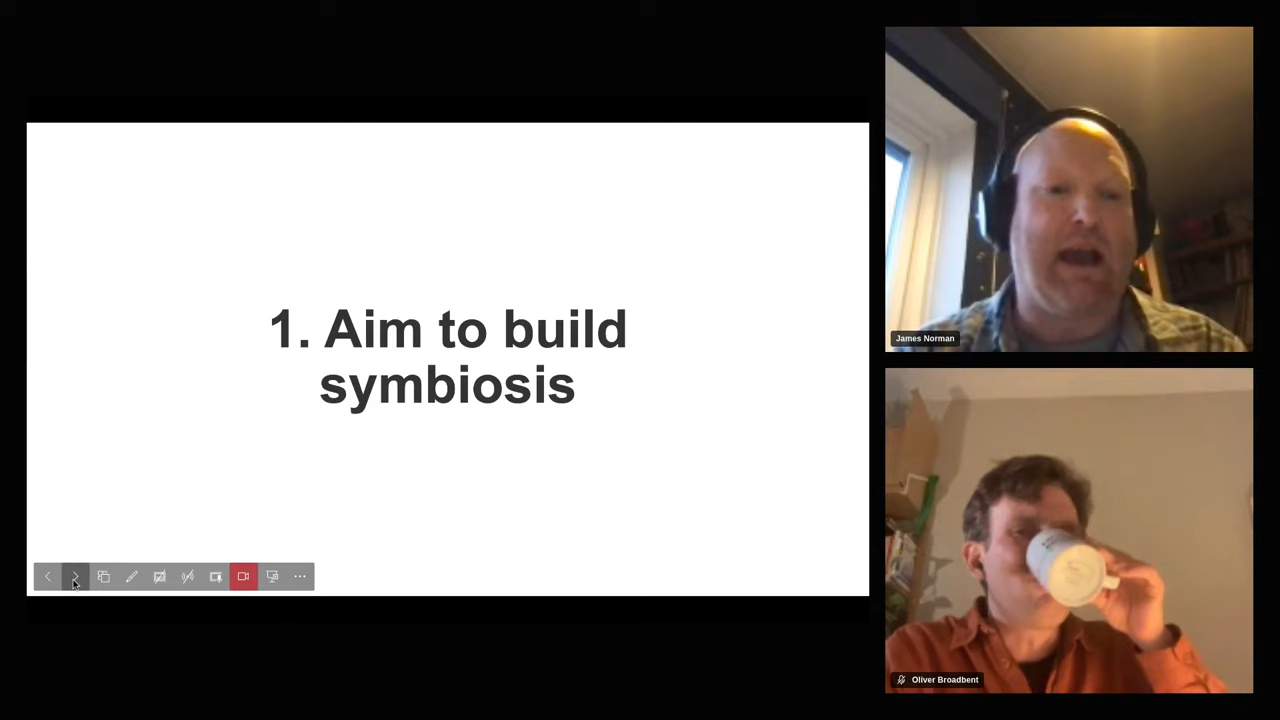 1. Aim to build
symbiosis
James Norman
Oliver Broadbent